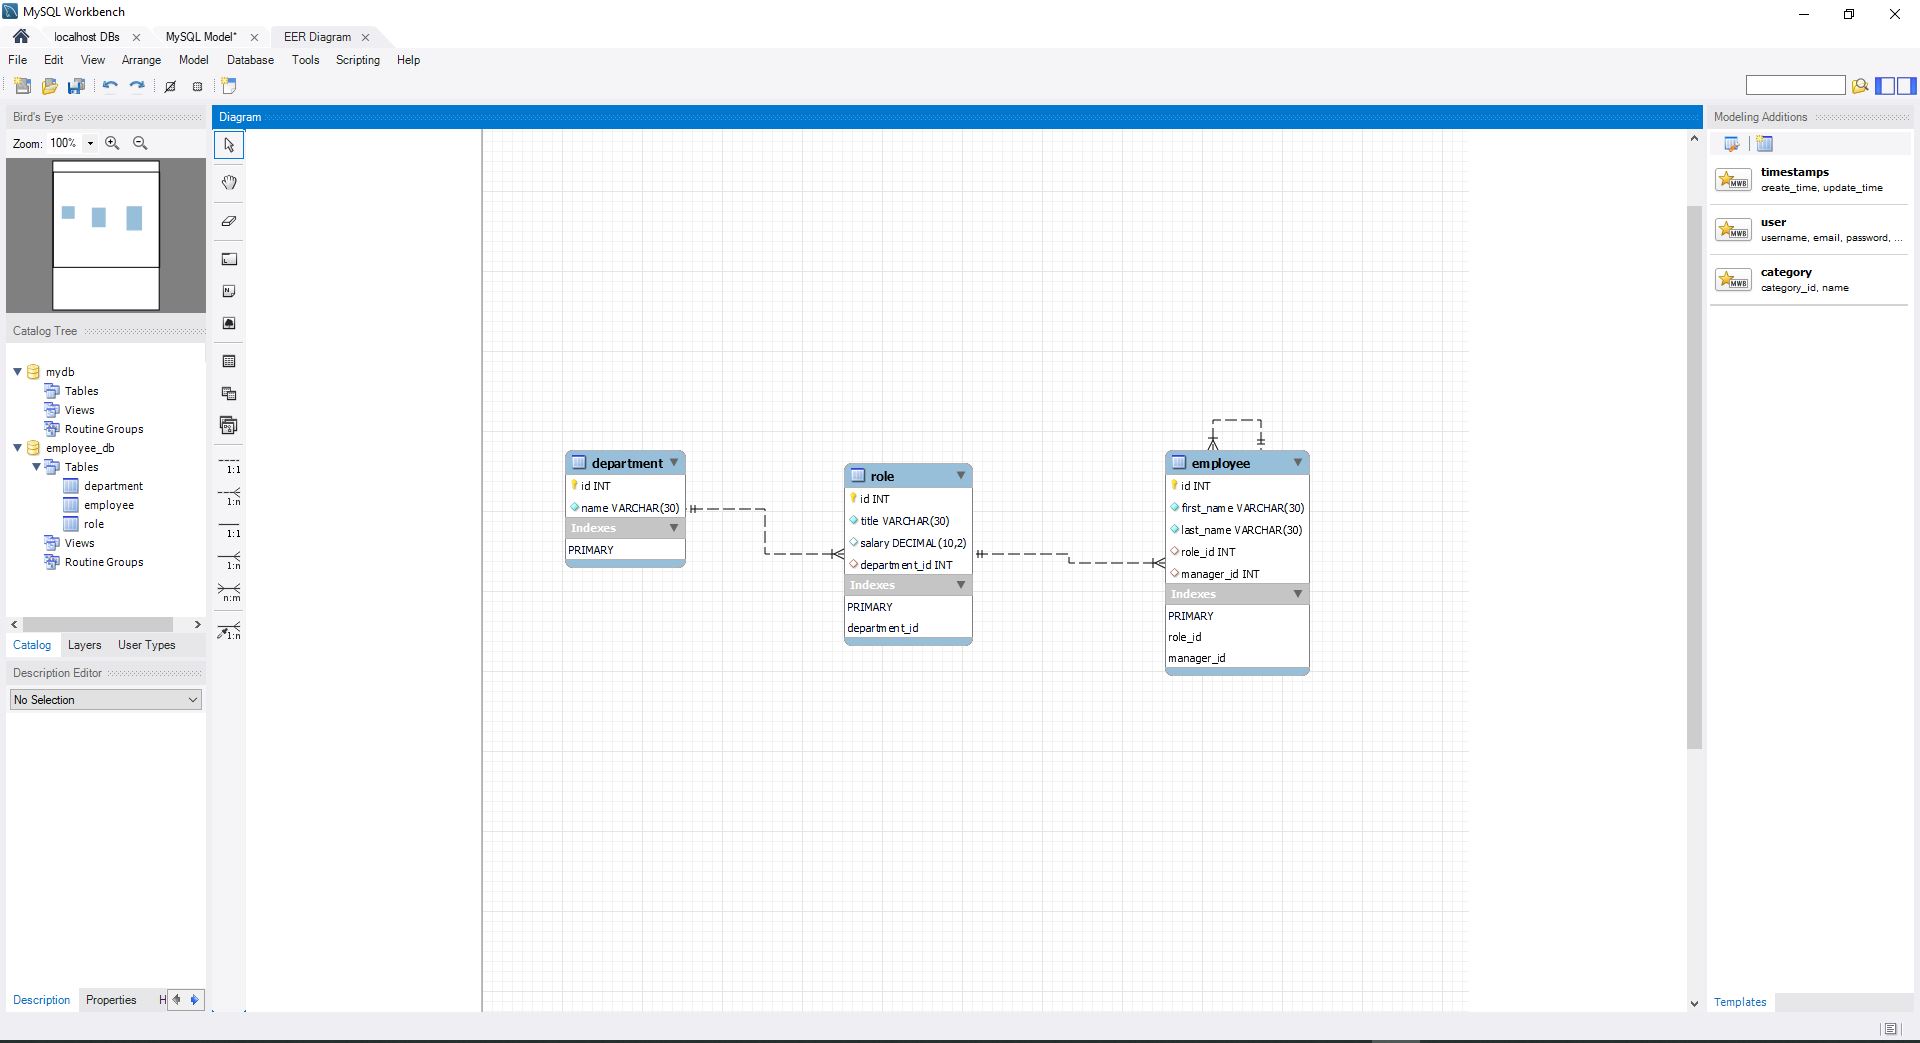 MySQL Workbench
localhost DBs
MySQL Model*
EER Diagram
File Edit View Arrange Model Database Tools Scripting Help
Bird's Eye
Zoom: 100%
Catalog Tree
mydb
Tables
Views
Routine Groups
employee_db
Tables
department
employee
role
Views
Routine Groups
Catalog Layers User Types
Description Editor
No Selection
Description Properties H
Diagram
1:1
1:n
1:1
1:n
n:m
1:n
department
id INT
name VARCHAR(30)
Indexes
PRIMARY
role
id INT
title VARCHAR(30)
salary DECIMAL(10,2)
department_id INT
Indexes
PRIMARY
department_id
employee
id INT
first_name VARCHAR(30)
last_name VARCHAR(30)
role_id INT
manager_id INT
Indexes
PRIMARY
role_id
manager_id
Modeling Additions
MWB
timestamps
create_time, update_time
MWB
user
username, email, password, ...
MWB
category
category_id, name
Templates